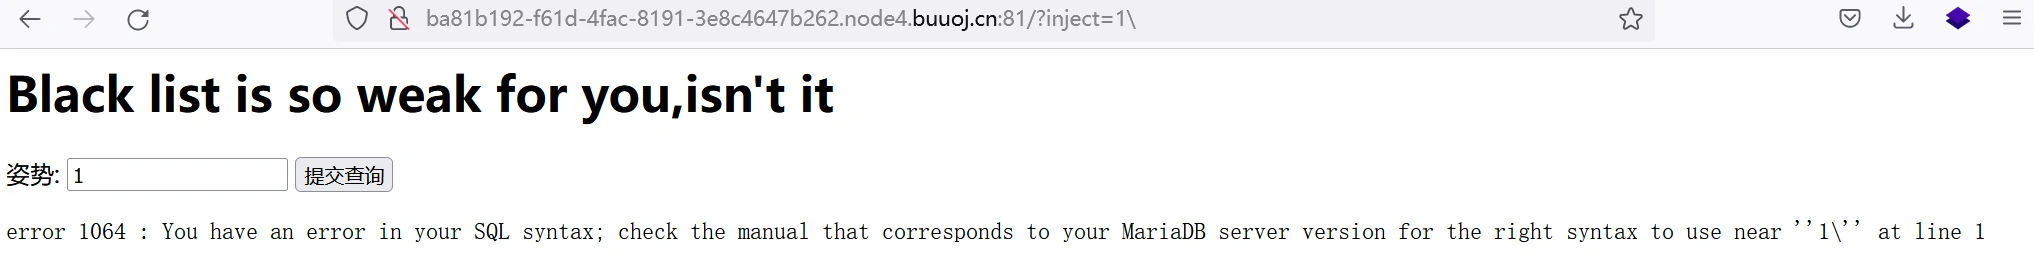 ba81b192-f61d-4fac-8191-3e8c4647b262.node4.buuoj.cn:81/?inject=1\
Black list is so weak for you,isn't it
姿势: 1 提交查询
error 1064 : You have an error in your SQL syntax; check the manual that corresponds to your MariaDB server version for the right syntax to use near ''1\'' at line 1